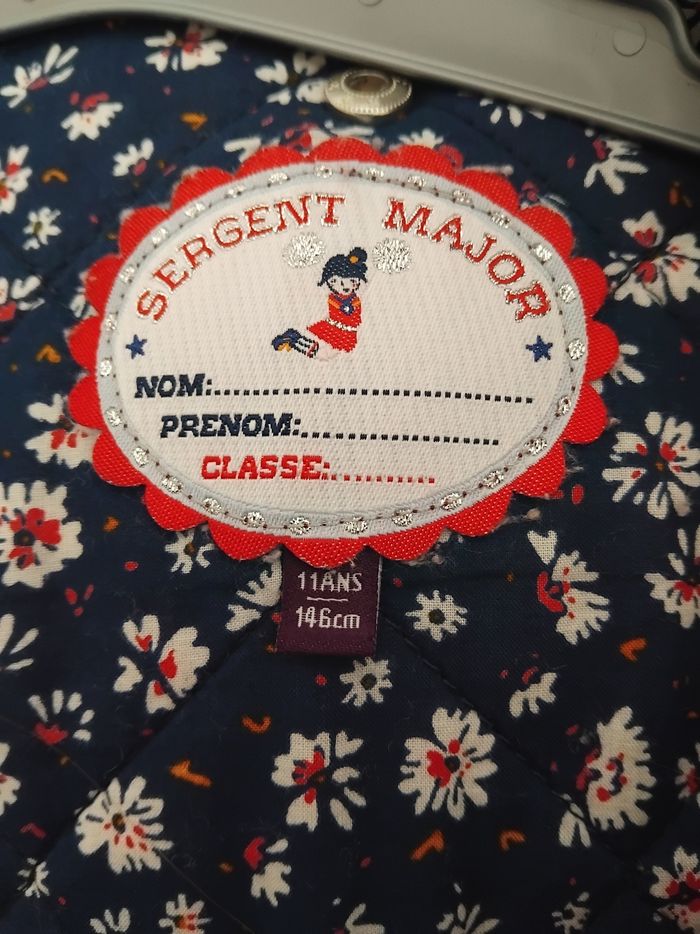 SERGENT MAJOR
NOM:.................................
PRENOM:.....................
CLASSE:..........
11ANS
146cm